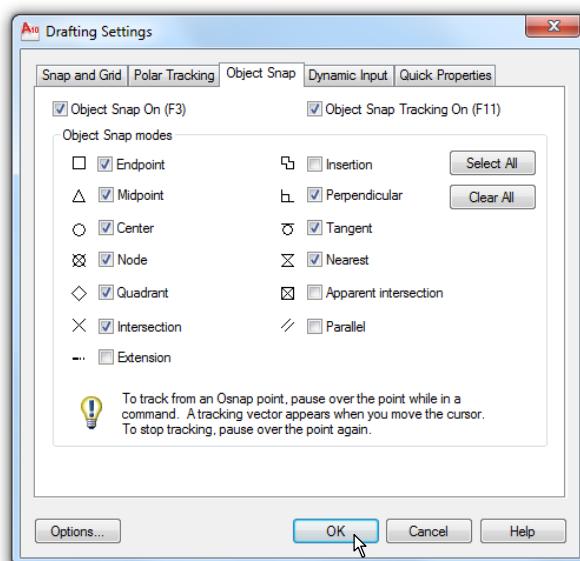 A10 Drafting Settings
Snap and Grid Polar Tracking Object Snap Dynamic Input Quick Properties
Object Snap On (F3) Object Snap Tracking On (F11)
Object Snap modes
Endpoint Insertion Select All
Midpoint Perpendicular Clear All
Center Tangent
Node Nearest
Quadrant Apparent intersection
Intersection Parallel
Extension
To track from an Osnap point, pause over the point while in a
command. A tracking vector appears when you move the cursor.
To stop tracking, pause over the point again.
Options... OK Cancel Help